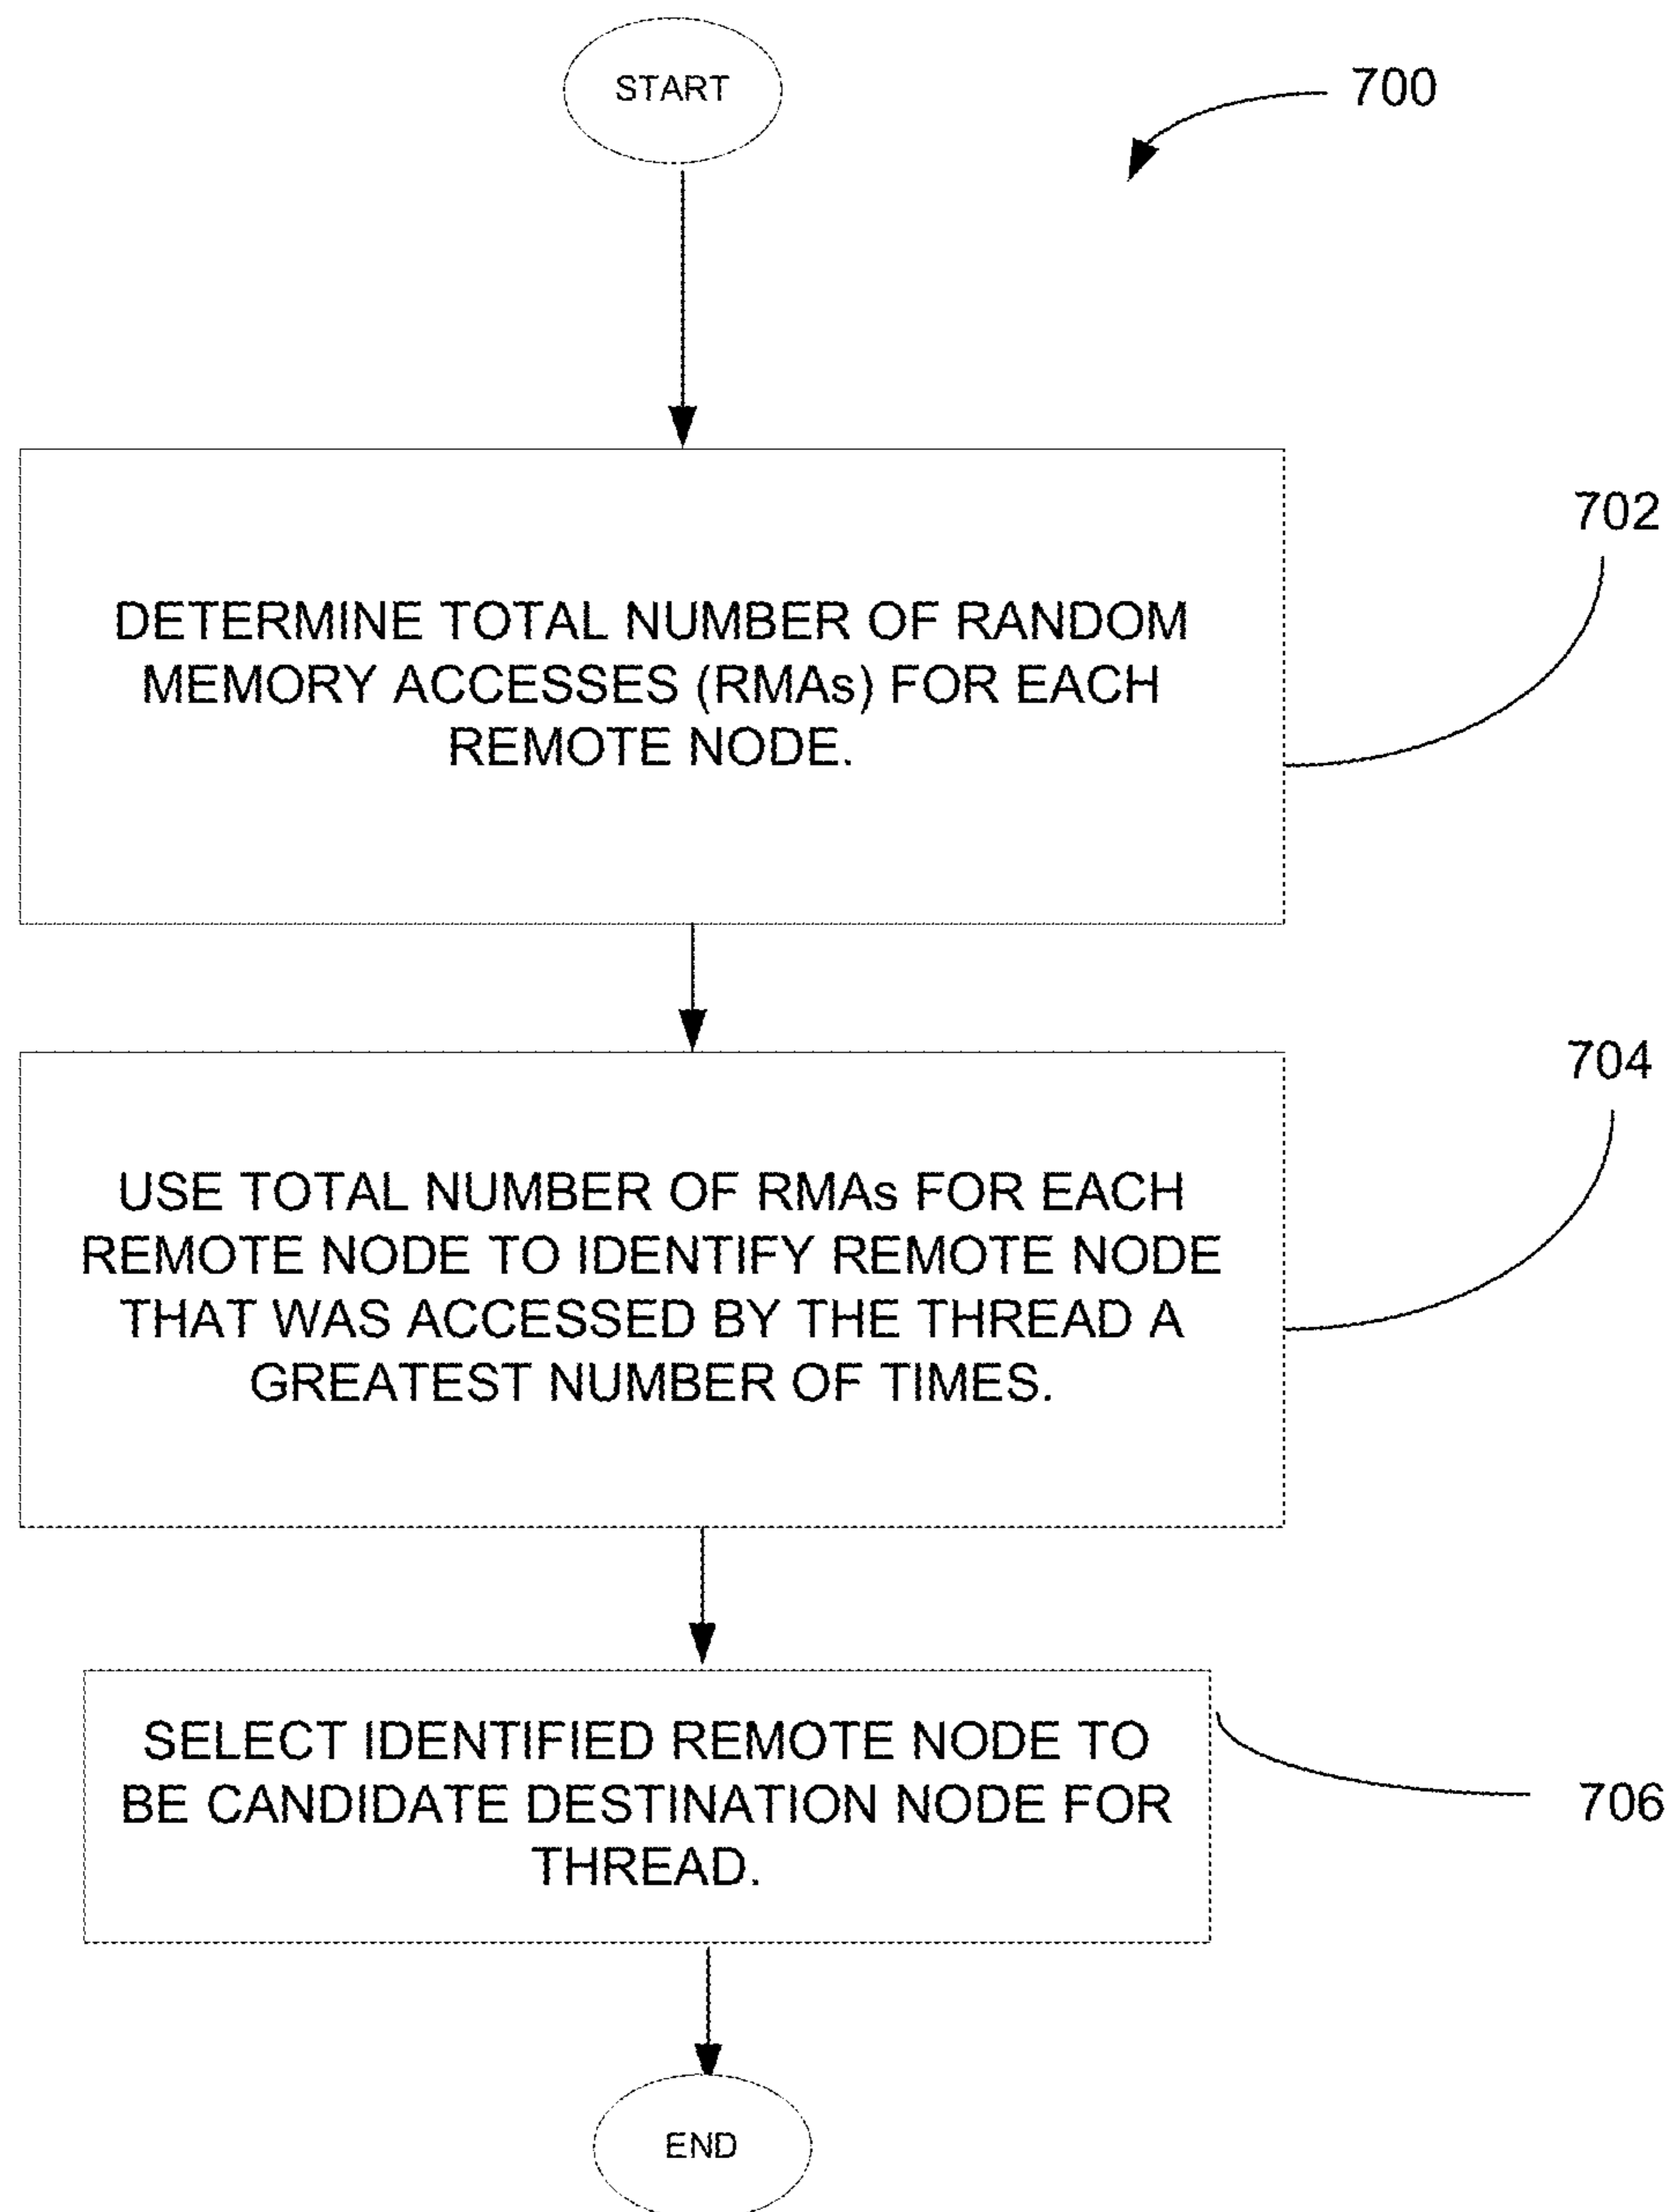 START
700
702
DETERMINE TOTAL NUMBER OF RANDOM
MEMORY ACCESSES (RMAs) FOR EACH
REMOTE NODE.
704
USE TOTAL NUMBER OF RMAs FOR EACH
REMOTE NODE TO IDENTIFY REMOTE NODE
THAT WAS ACCESSED BY THE THREAD A
GREATEST NUMBER OF TIMES.
SELECT IDENTIFIED REMOTE NODE TO
BE CANDIDATE DESTINATION NODE FOR
THREAD.
706
END